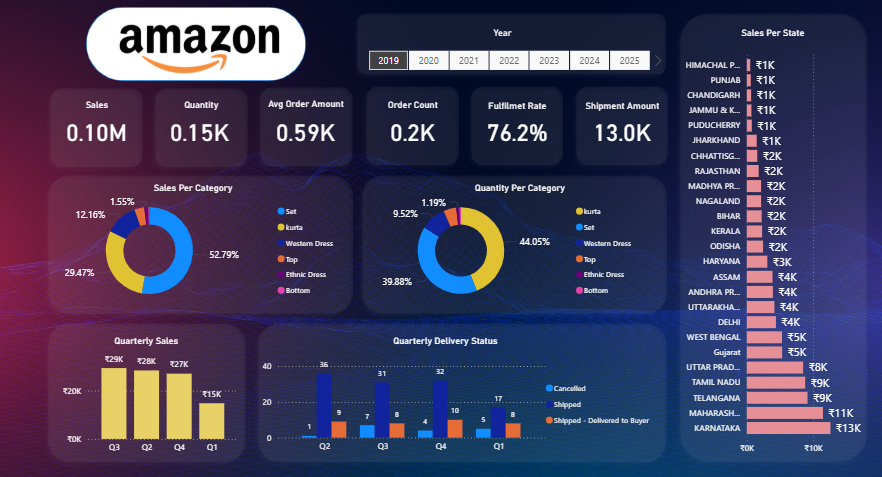 amazon
Year
2019 2020 2021 2022 2023 2024 2025
Sales
0.10M
Quantity
0.15K
Avg Order Amount
0.59K
Order Count
0.2K
Fulfilmet Rate
76.2%
Shipment Amount
13.0K
Sales Per Category
1.55%
12.16%
29.47%
52.79%
Set
kurta
Western Dress
Top
Ethnic Dress
Bottom
Quantity Per Category
1.19%
9.52%
39.88%
44.05%
kurta
Set
Western Dress
Top
Ethnic Dress
Bottom
Quarterly Sales
₹29K ₹28K ₹27K ₹15K
₹20K
₹0K
Q3 Q2 Q4 Q1
Quarterly Delivery Status
40
20
0
1 36 9
7 31 8
4 32 10
5 17 8
Q2 Q3 Q4 Q1
Cancelled
Shipped
Shipped - Delivered to Buyer
Sales Per State
HIMACHAL P... ₹1K
PUNJAB ₹1K
CHANDIGARH ₹1K
JAMMU & K... ₹1K
PUDUCHERRY ₹1K
JHARKHAND ₹1K
CHHATTISG... ₹2K
RAJASTHAN ₹2K
MADHYA PR... ₹2K
NAGALAND ₹2K
BIHAR ₹2K
KERALA ₹2K
ODISHA ₹2K
HARYANA ₹3K
ASSAM ₹4K
ANDHRA PR... ₹4K
UTTARAKHA... ₹4K
DELHI ₹4K
WEST BENGAL ₹5K
Gujarat ₹5K
UTTAR PRAD... ₹8K
TAMIL NADU ₹9K
TELANGANA ₹9K
MAHARASH... ₹11K
KARNATAKA ₹13K
₹0K ₹10K